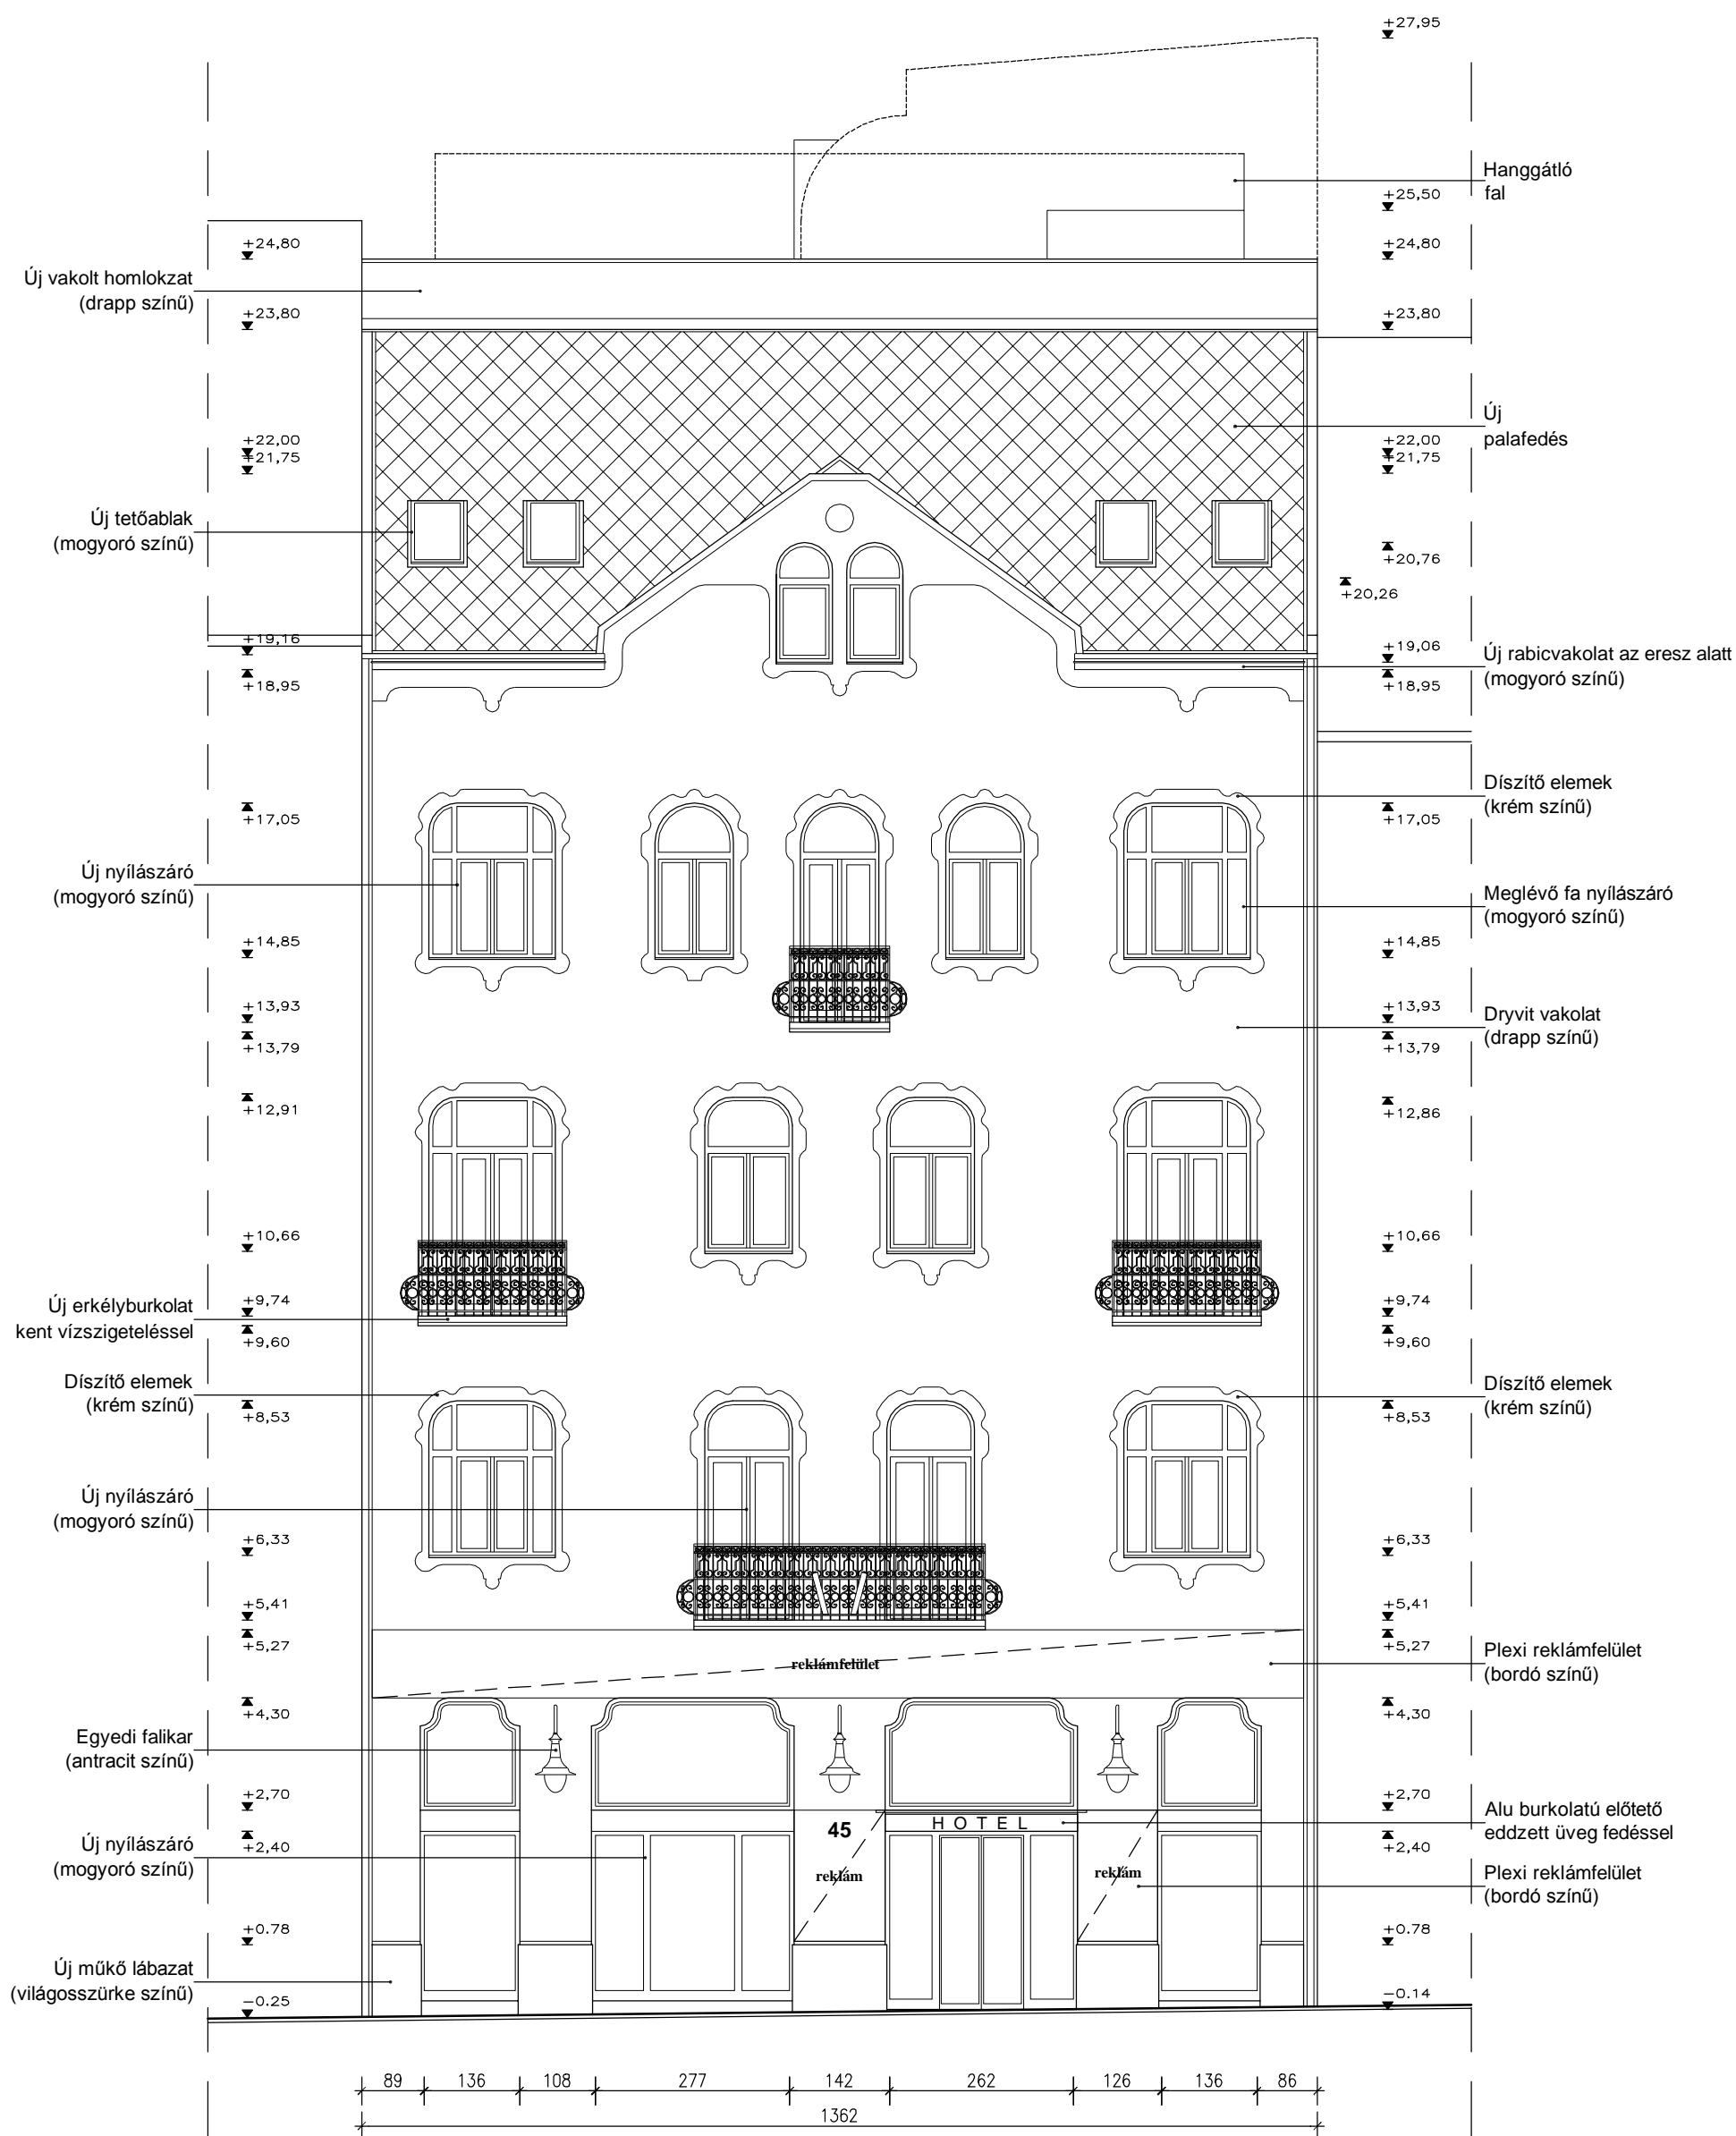 +27,95
Hanggátló
fal
+25,50
+24,80
+24,80
Új vakolt homlokzat
(drapp színű)
+23,80
+23,80
Új
palafedés
+22,00
+21,75
+22,00
+21,75
Új tetőablak
(mogyoró színű)
+20,76
+20,26
+19,16
+18,95
+19,06
+18,95
Új rabicvakolat az eresz alatt
(mogyoró színű)
Díszítő elemek
(krém színű)
+17,05
+17,05
Új nyílászáró
(mogyoró színű)
Meglévő fa nyílászáró
(mogyoró színű)
+14,85
+14,85
+13,93
+13,79
+13,93
+13,79
Dryvit vakolat
(drapp színű)
+12,91
+12,86
+10,66
+10,66
Új erkélyburkolat
kent vízszigeteléssel
+9,74
+9,60
+9,74
+9,60
Díszítő elemek
(krém színű)
Díszítő elemek
(krém színű)
+8,53
+8,53
Új nyílászáró
(mogyoró színű)
+6,33
+6,33
+5,41
+5,27
+5,41
+5,27
reklámfelület
Plexi reklámfelület
(bordó színű)
+4,30
+4,30
Egyedi falikar
(antracit színű)
+2,70
+2,70
Alu burkolatú előtető
eddzett üveg fedéssel
HOTEL
45
+2,40
+2,40
Új nyílászáró
(mogyoró színű)
reklám
reklám
Plexi reklámfelület
(bordó színű)
+0.78
+0.78
Új műkő lábazat
(világosszürke színű)
-0.25
-0.14
89 136 108 277 142 262 126 136 86
1362